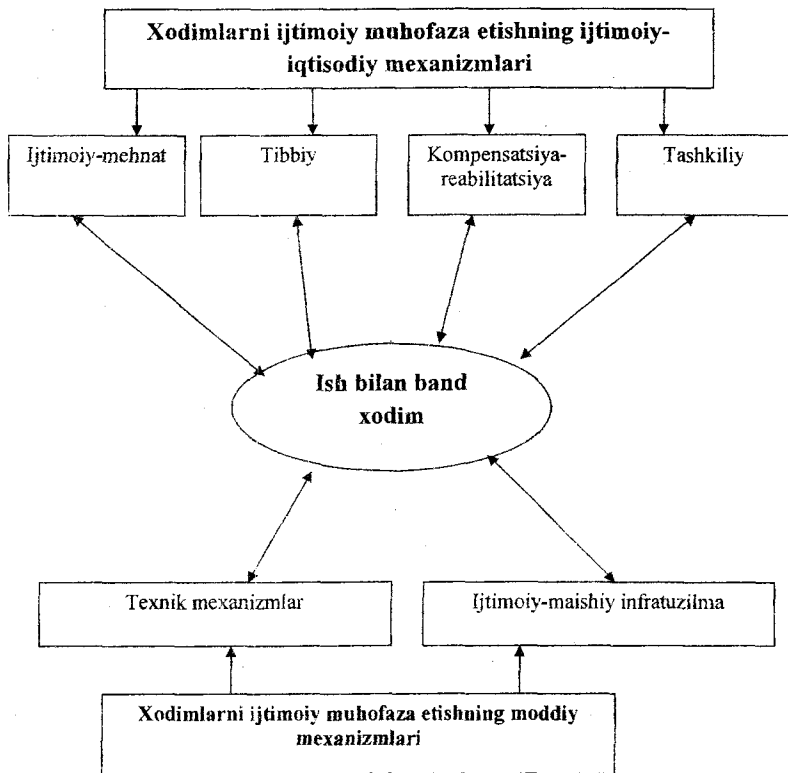 Xodimlarni ijtimoiy muhofaza etishning ijtimoiy-
iqtisodiy mexanizmlari
Ijtimoiy-mehnat
Tibbiy
Kompensatsiya-
reabilitatsiya
Tashkiliy
Ish bilan band
xodim
Texnik mexanizmlar
Ijtimoiy-maishiy infratuzilma
Xodimlarni ijtimoiy muhofaza etishning moddiy
mexanizmlari